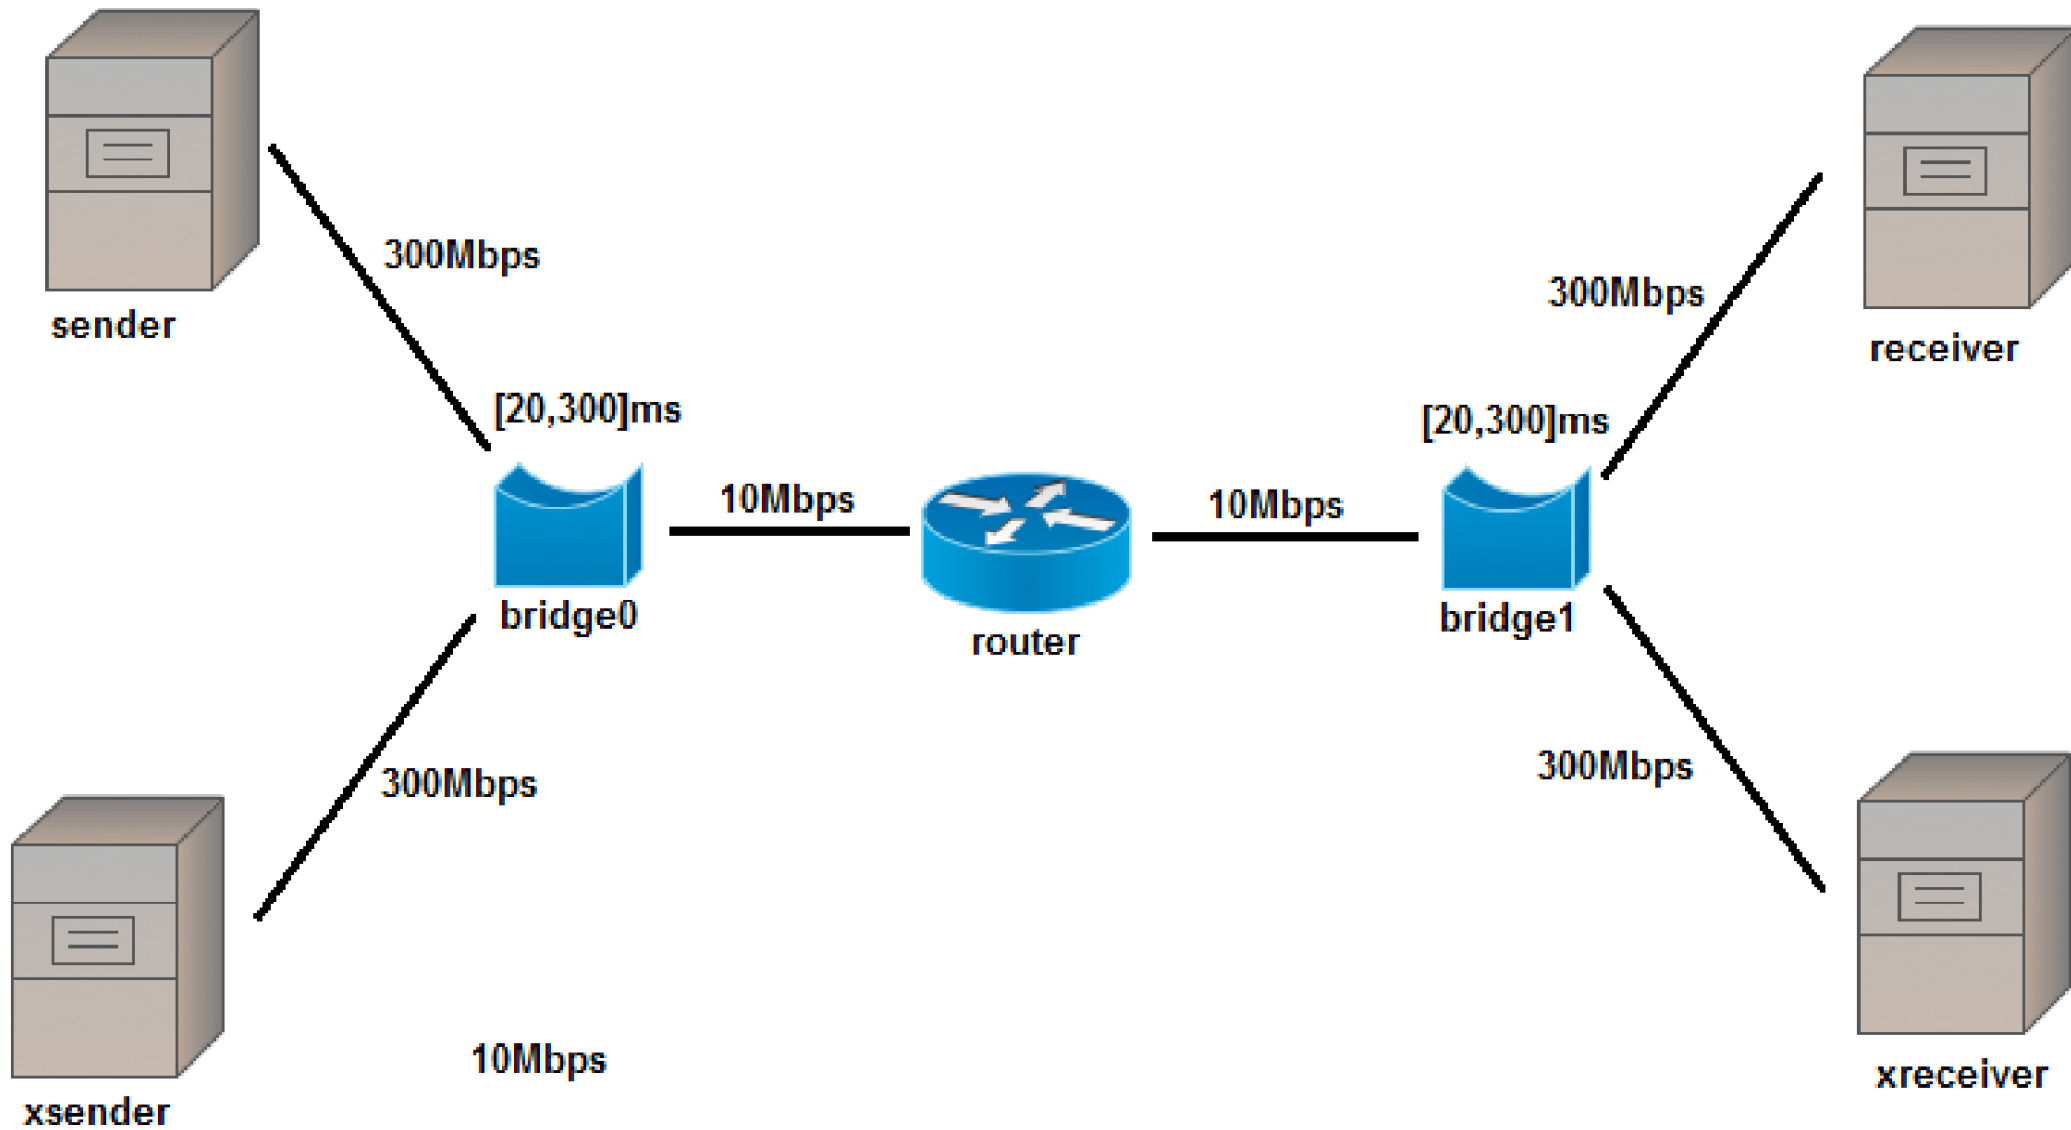 sender
300Mbps
300Mbps
receiver
[20,300]ms
[20,300]ms
10Mbps
10Mbps
bridge0
router
bridge1
300Mbps
300Mbps
10Mbps
xsender
xreceiver